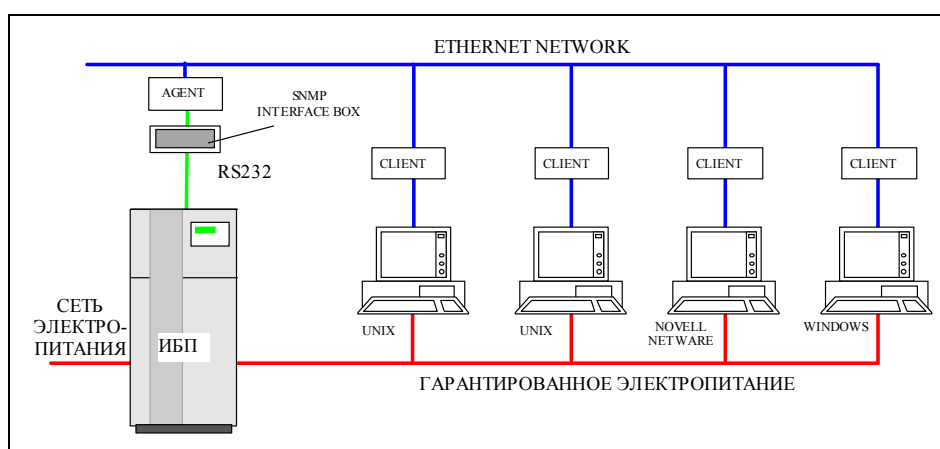 ETHERNET NETWORK
AGENT
SNMP
INTERFACE BOX
RS232
CLIENT
CLIENT
CLIENT
CLIENT
СЕТЬ
ЭЛЕКТРО-
ПИТАНИЯ
ИБП
UNIX
UNIX
NOVELL
NETWARE
WINDOWS
ГАРАНТИРОВАННОЕ ЭЛЕКТРОПИТАНИЕ